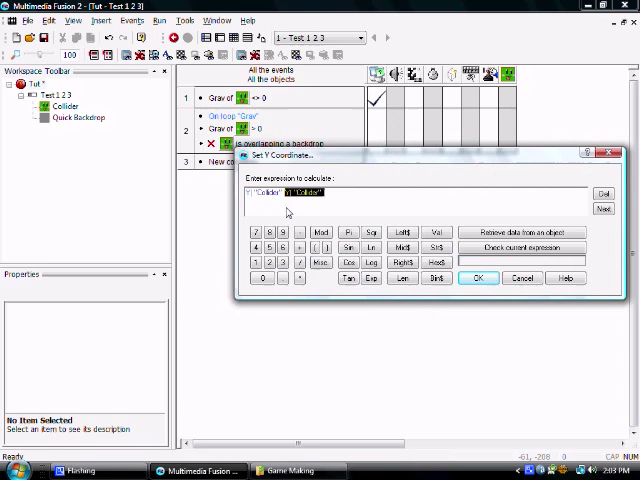 Multimedia Fusion 2 - [Tut - Test 1 2 3]
File Edit View Insert Events Run Tools Window Help
1 - Test 1 2 3
100
Workspace Toolbar
Tut *
Test 1 2 3
Collider
Quick Backdrop
All the events
All the objects
1 Grav of <> 0
On loop "Grav"
2 Grav of > 0
X is overlapping a backdrop
3 New co
Set Y Coordinate...
Enter expression to calculate :
Y( "Collider" Y( "Collider" )
Del
Next
7 8 9 - Mod Pi Sqr Left$ Val Retrieve data from an object
4 5 6 + ( ) Sin Ln Mid$ Str$ Check current expression
1 2 3 / Misc. Cos Log Right$ Hex$
0 . * Tan Exp Len Bin$ OK Cancel Help
Properties
No Item Selected
Select an item to see its description
Ready
-61, -208 0 CAP NUM
Flashing
Multimedia Fusion ...
Game Making
2:03 PM